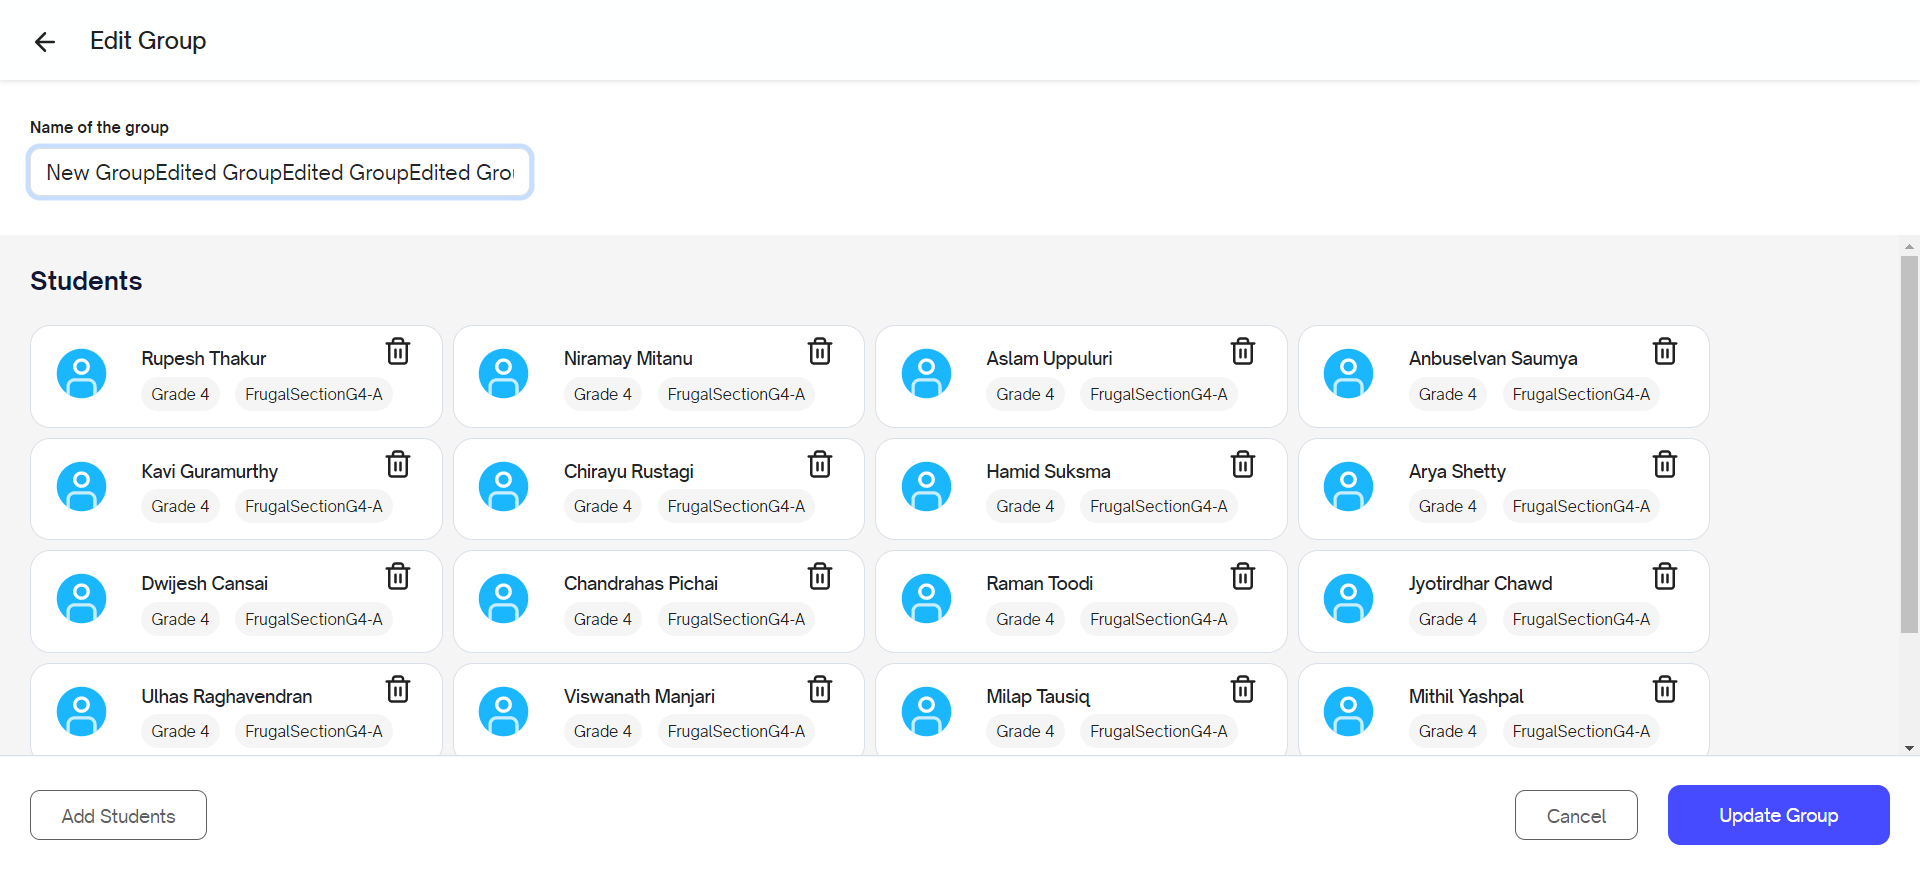 Edit Group
Name of the group
New GroupEdited GroupEdited GroupEdited Grou
Students
Rupesh Thakur
Grade 4 FrugalSectionG4-A
Niramay Mitanu
Grade 4 FrugalSectionG4-A
Aslam Uppuluri
Grade 4 FrugalSectionG4-A
Anbuselvan Saumya
Grade 4 FrugalSectionG4-A
Kavi Guramurthy
Grade 4 FrugalSectionG4-A
Chirayu Rustagi
Grade 4 FrugalSectionG4-A
Hamid Suksma
Grade 4 FrugalSectionG4-A
Arya Shetty
Grade 4 FrugalSectionG4-A
Dwijesh Cansai
Grade 4 FrugalSectionG4-A
Chandrahas Pichai
Grade 4 FrugalSectionG4-A
Raman Toodi
Grade 4 FrugalSectionG4-A
Jyotirdhar Chawd
Grade 4 FrugalSectionG4-A
Ulhas Raghavendran
Grade 4 FrugalSectionG4-A
Viswanath Manjari
Grade 4 FrugalSectionG4-A
Milap Tausiq
Grade 4 FrugalSectionG4-A
Mithil Yashpal
Grade 4 FrugalSectionG4-A
Add Students
Cancel
Update Group